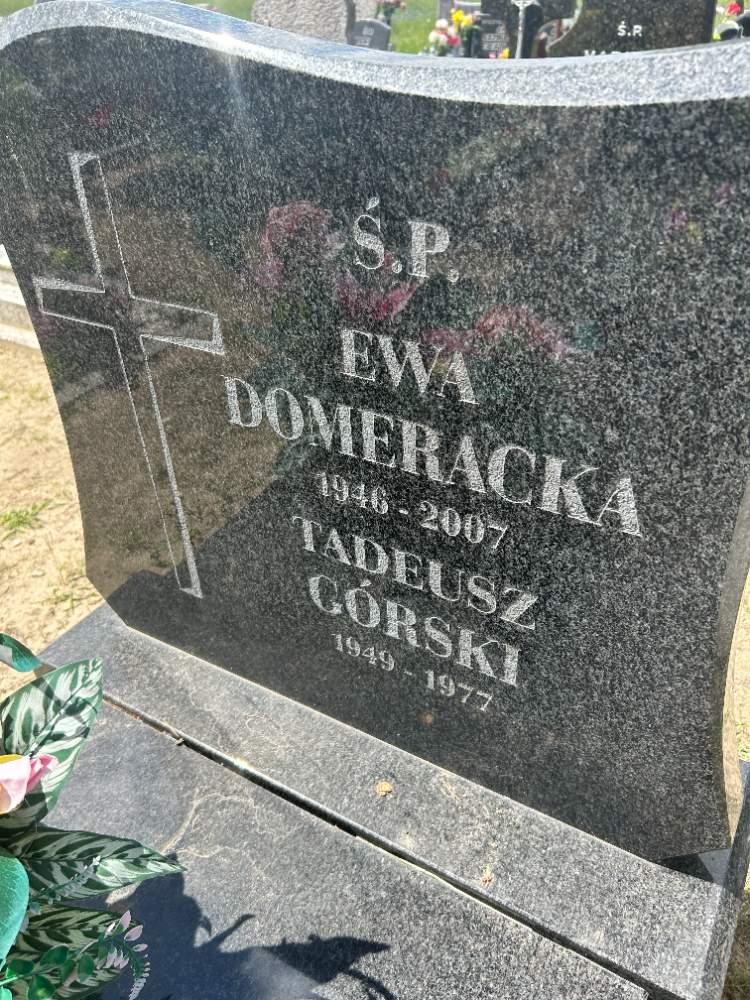 Ś.P.
EWA
DOMERACKA
1946 - 2007
TADEUSZ
GÓRSKI
1949 - 1977
Ś.P.